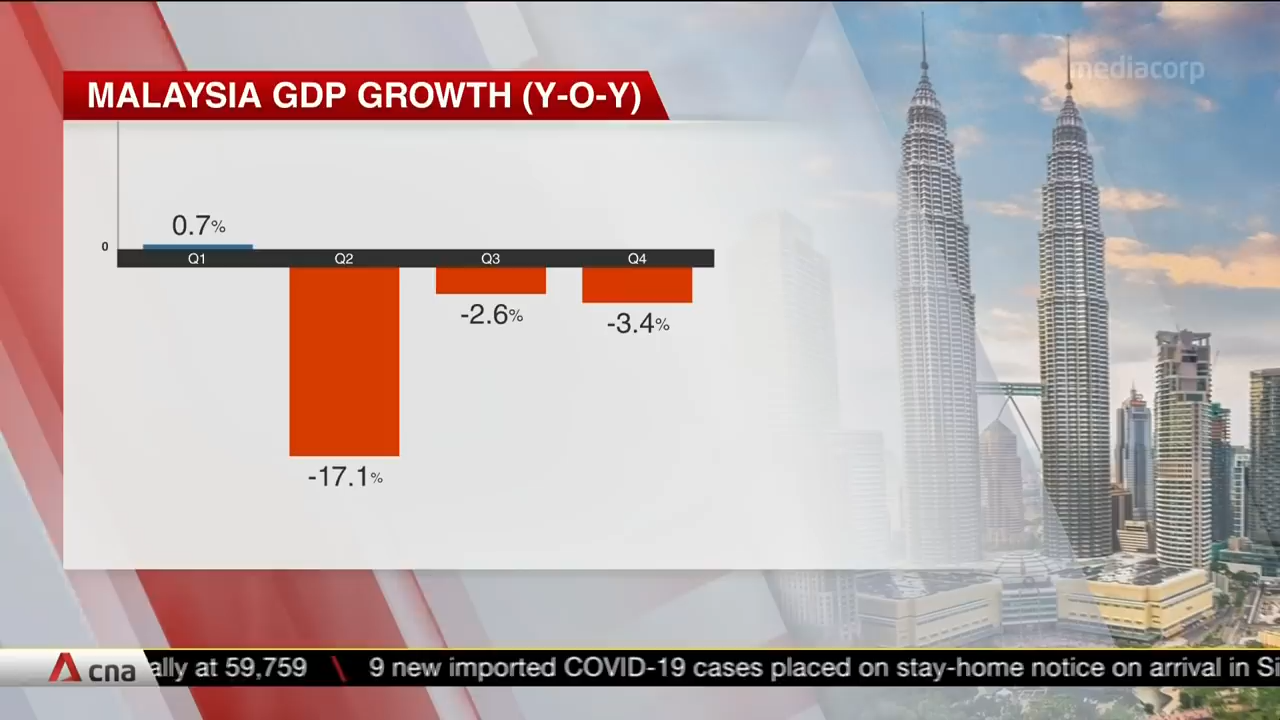 mediacorp
MALAYSIA GDP GROWTH (Y-O-Y)
0.7%
0
Q1 Q2 Q3 Q4
-2.6%
-3.4%
-17.1%
cna ally at 59,759 \ 9 new imported COVID-19 cases placed on stay-home notice on arrival in Si